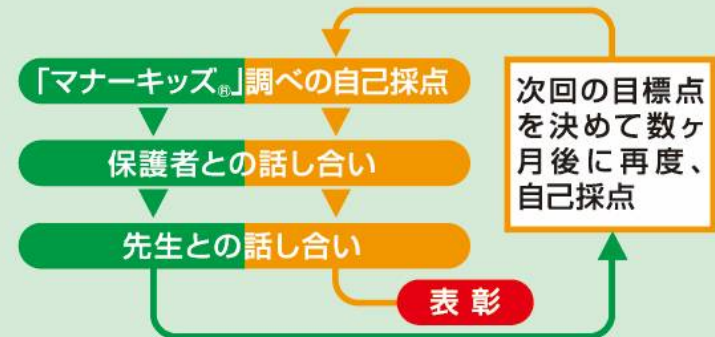 「マナーキッズ®」調べの自己採点
保護者との話し合い
先生との話し合い
表彰
次回の目標点
を決めて数ヶ
月後に再度、
自己採点